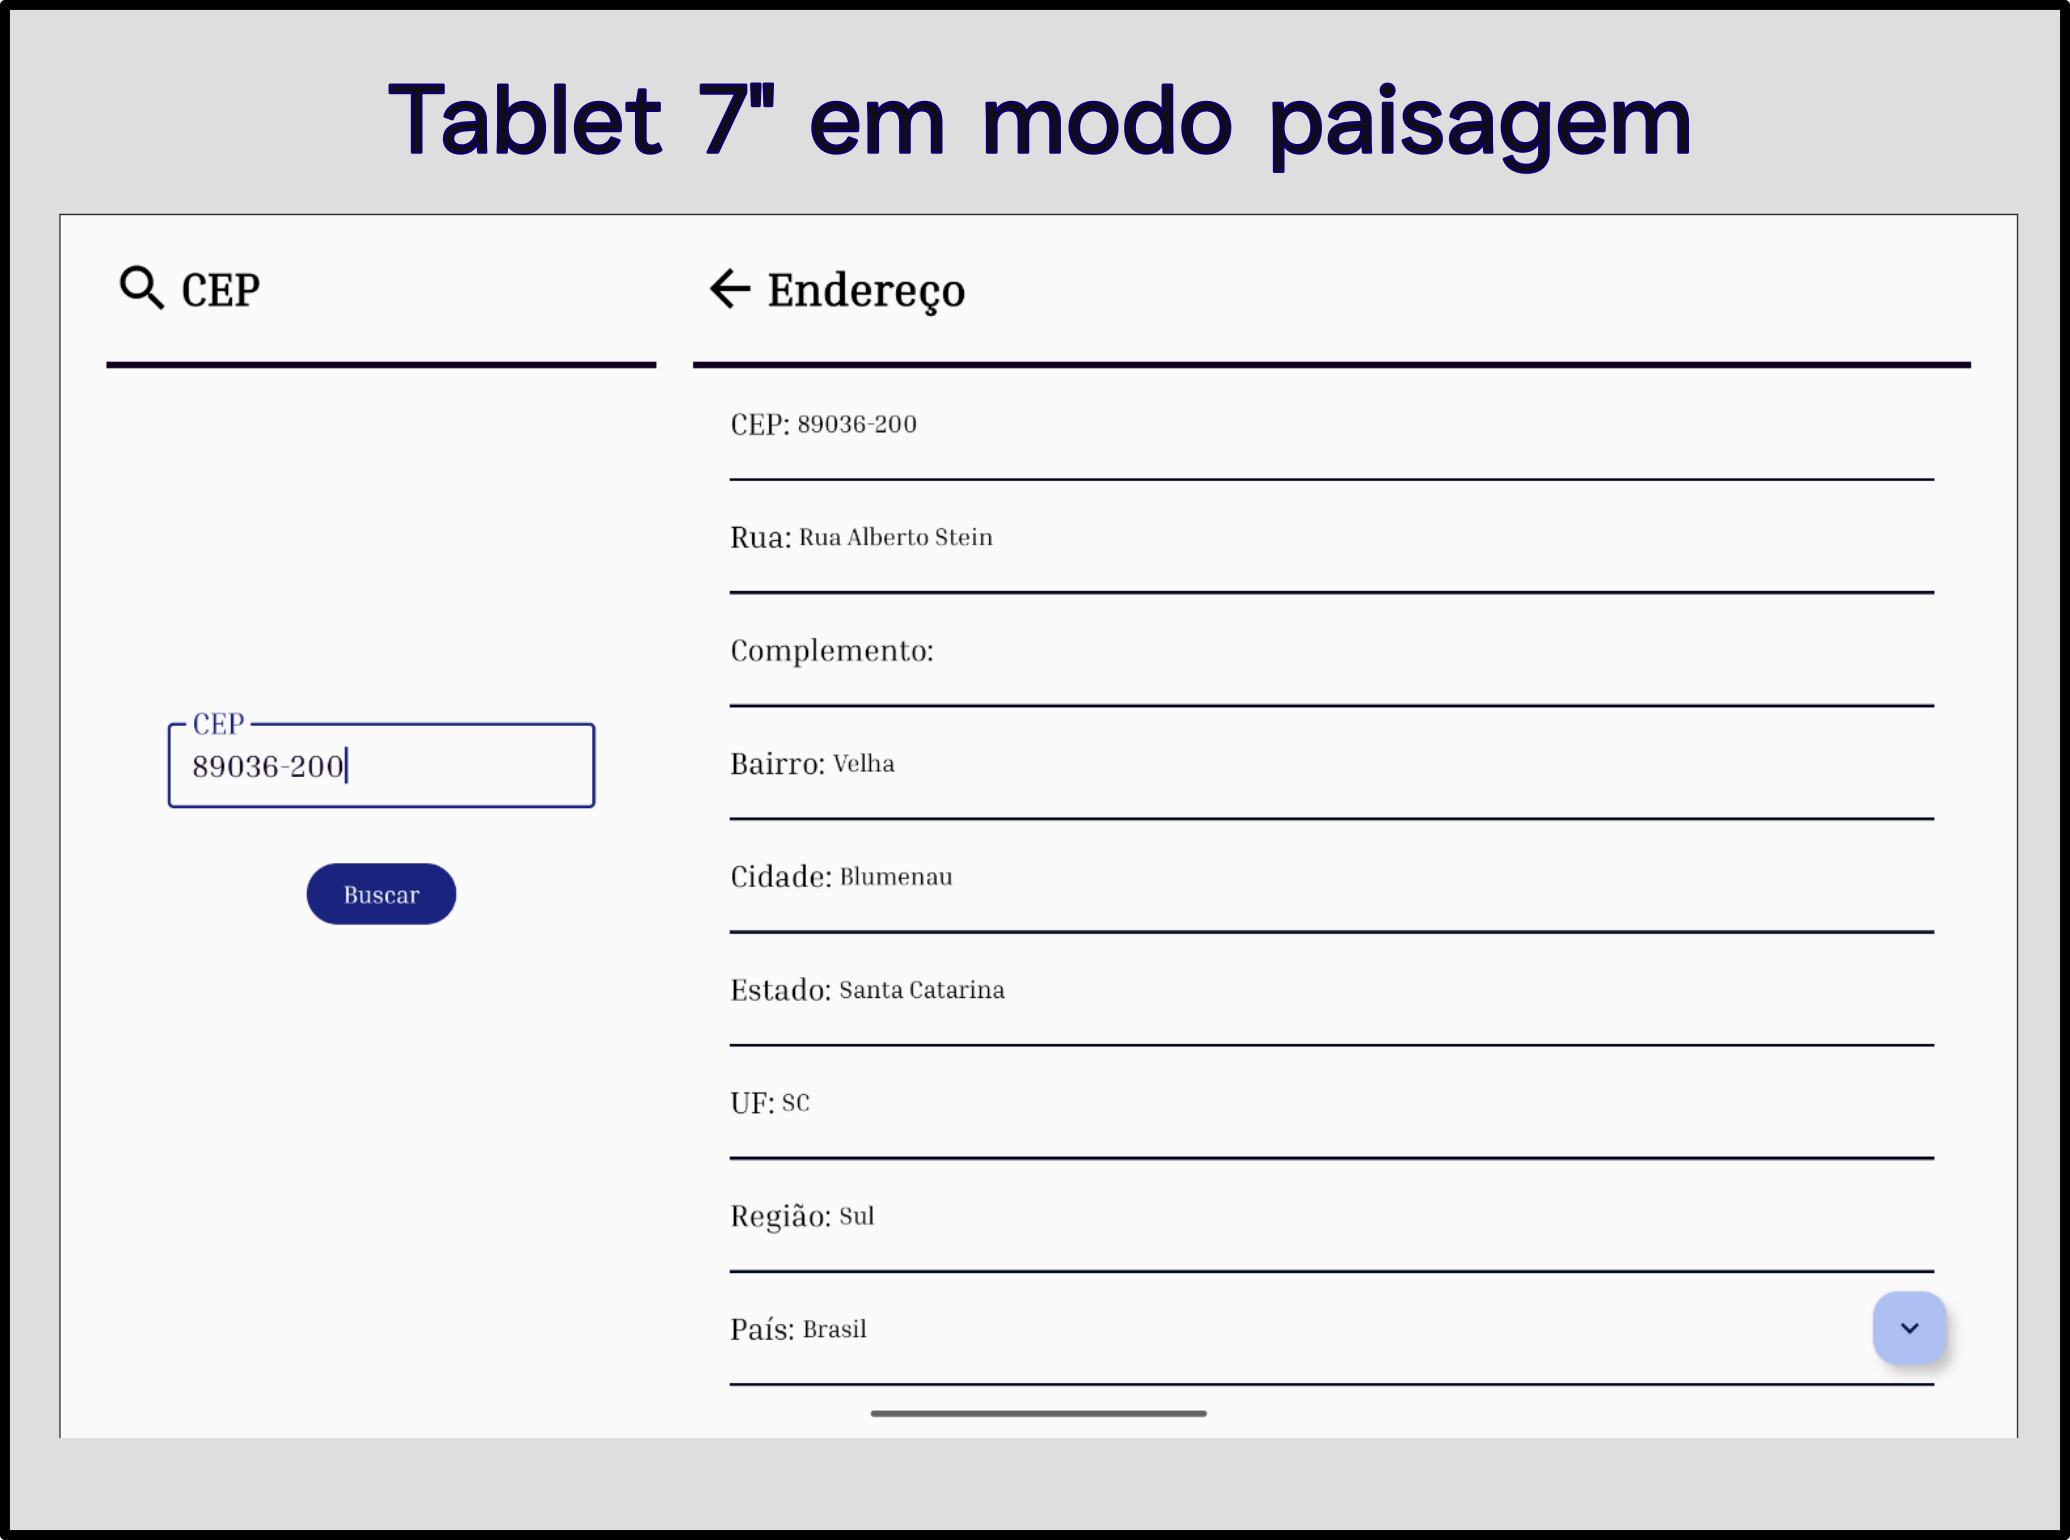 Tablet 7" em modo paisagem
CEP
CEP
89036-200
Buscar
Endereço
CEP: 89036-200
Rua: Rua Alberto Stein
Complemento:
Bairro: Velha
Cidade: Blumenau
Estado: Santa Catarina
UF: SC
Região: Sul
País: Brasil